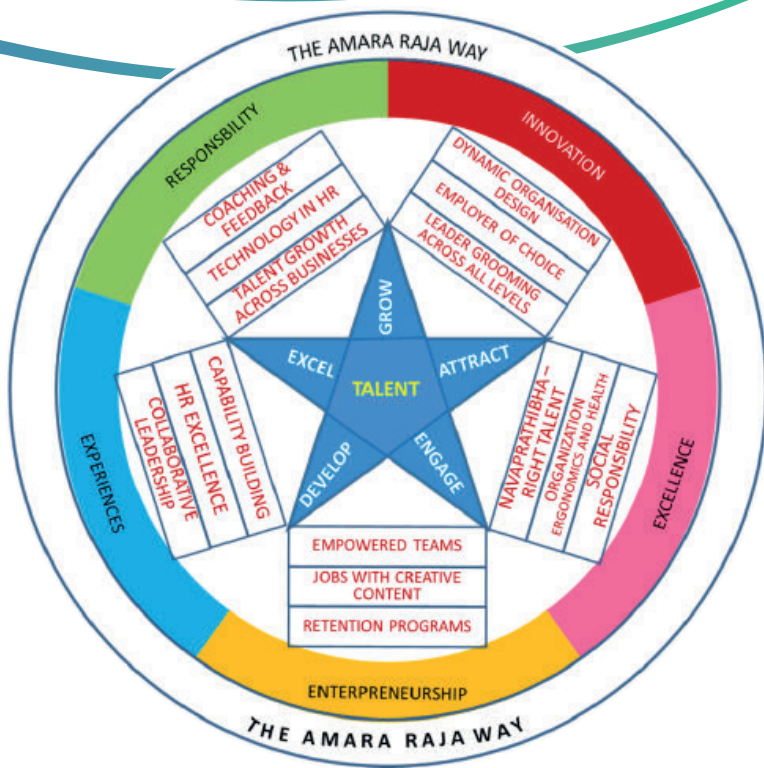 THE AMARA RAJA WAY
RESPONSBILITY
INNOVATION
COACHING &
FEEDBACK
TECHNOLOGY IN HR
TALENT GROWTH
ACROSS BUSINESSES
DYNAMIC ORGANISATION
DESIGN
EMPLOYER OF CHOICE
LEADER GROOMING
ACROSS ALL LEVELS
GROW
EXCEL
ATTRACT
TALENT
DEVELOP
ENGAGE
EXPERIENCES
COLLABORATIVE
LEADERSHIP
HR EXCELLENCE
CAPABILITY BUILDING
NAVAPRATHIBHA –
RIGHT TALENT
ORGANIZATION
ERGONOMICS AND HEALTH
SOCIAL
RESPONSIBILITY
EXCELLENCE
EMPOWERED TEAMS
JOBS WITH CREATIVE
CONTENT
RETENTION PROGRAMS
ENTERPRENEURSHIP
THE AMARA RAJA WAY